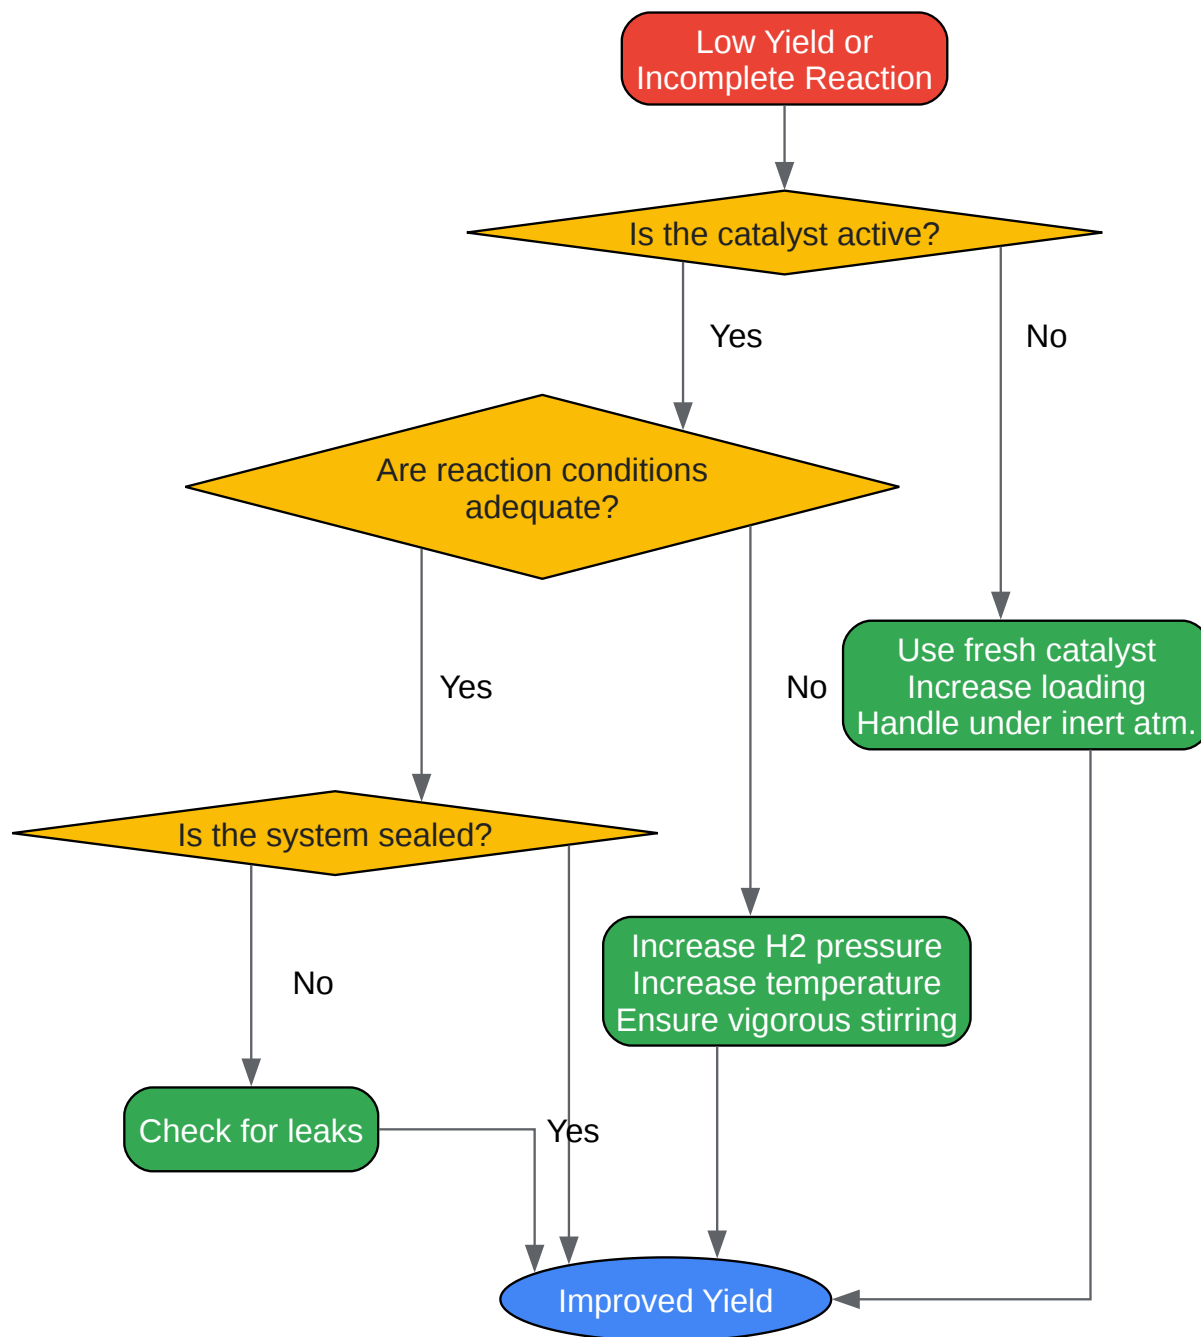 Low Yield or
Incomplete Reaction
Is the catalyst active?
Yes
No
Are reaction conditions
adequate?
Yes
No
Use fresh catalyst
Increase loading
Handle under inert atm.
Is the system sealed?
No
Increase H2 pressure
Increase temperature
Ensure vigorous stirring
Check for leaks
Yes
Improved Yield